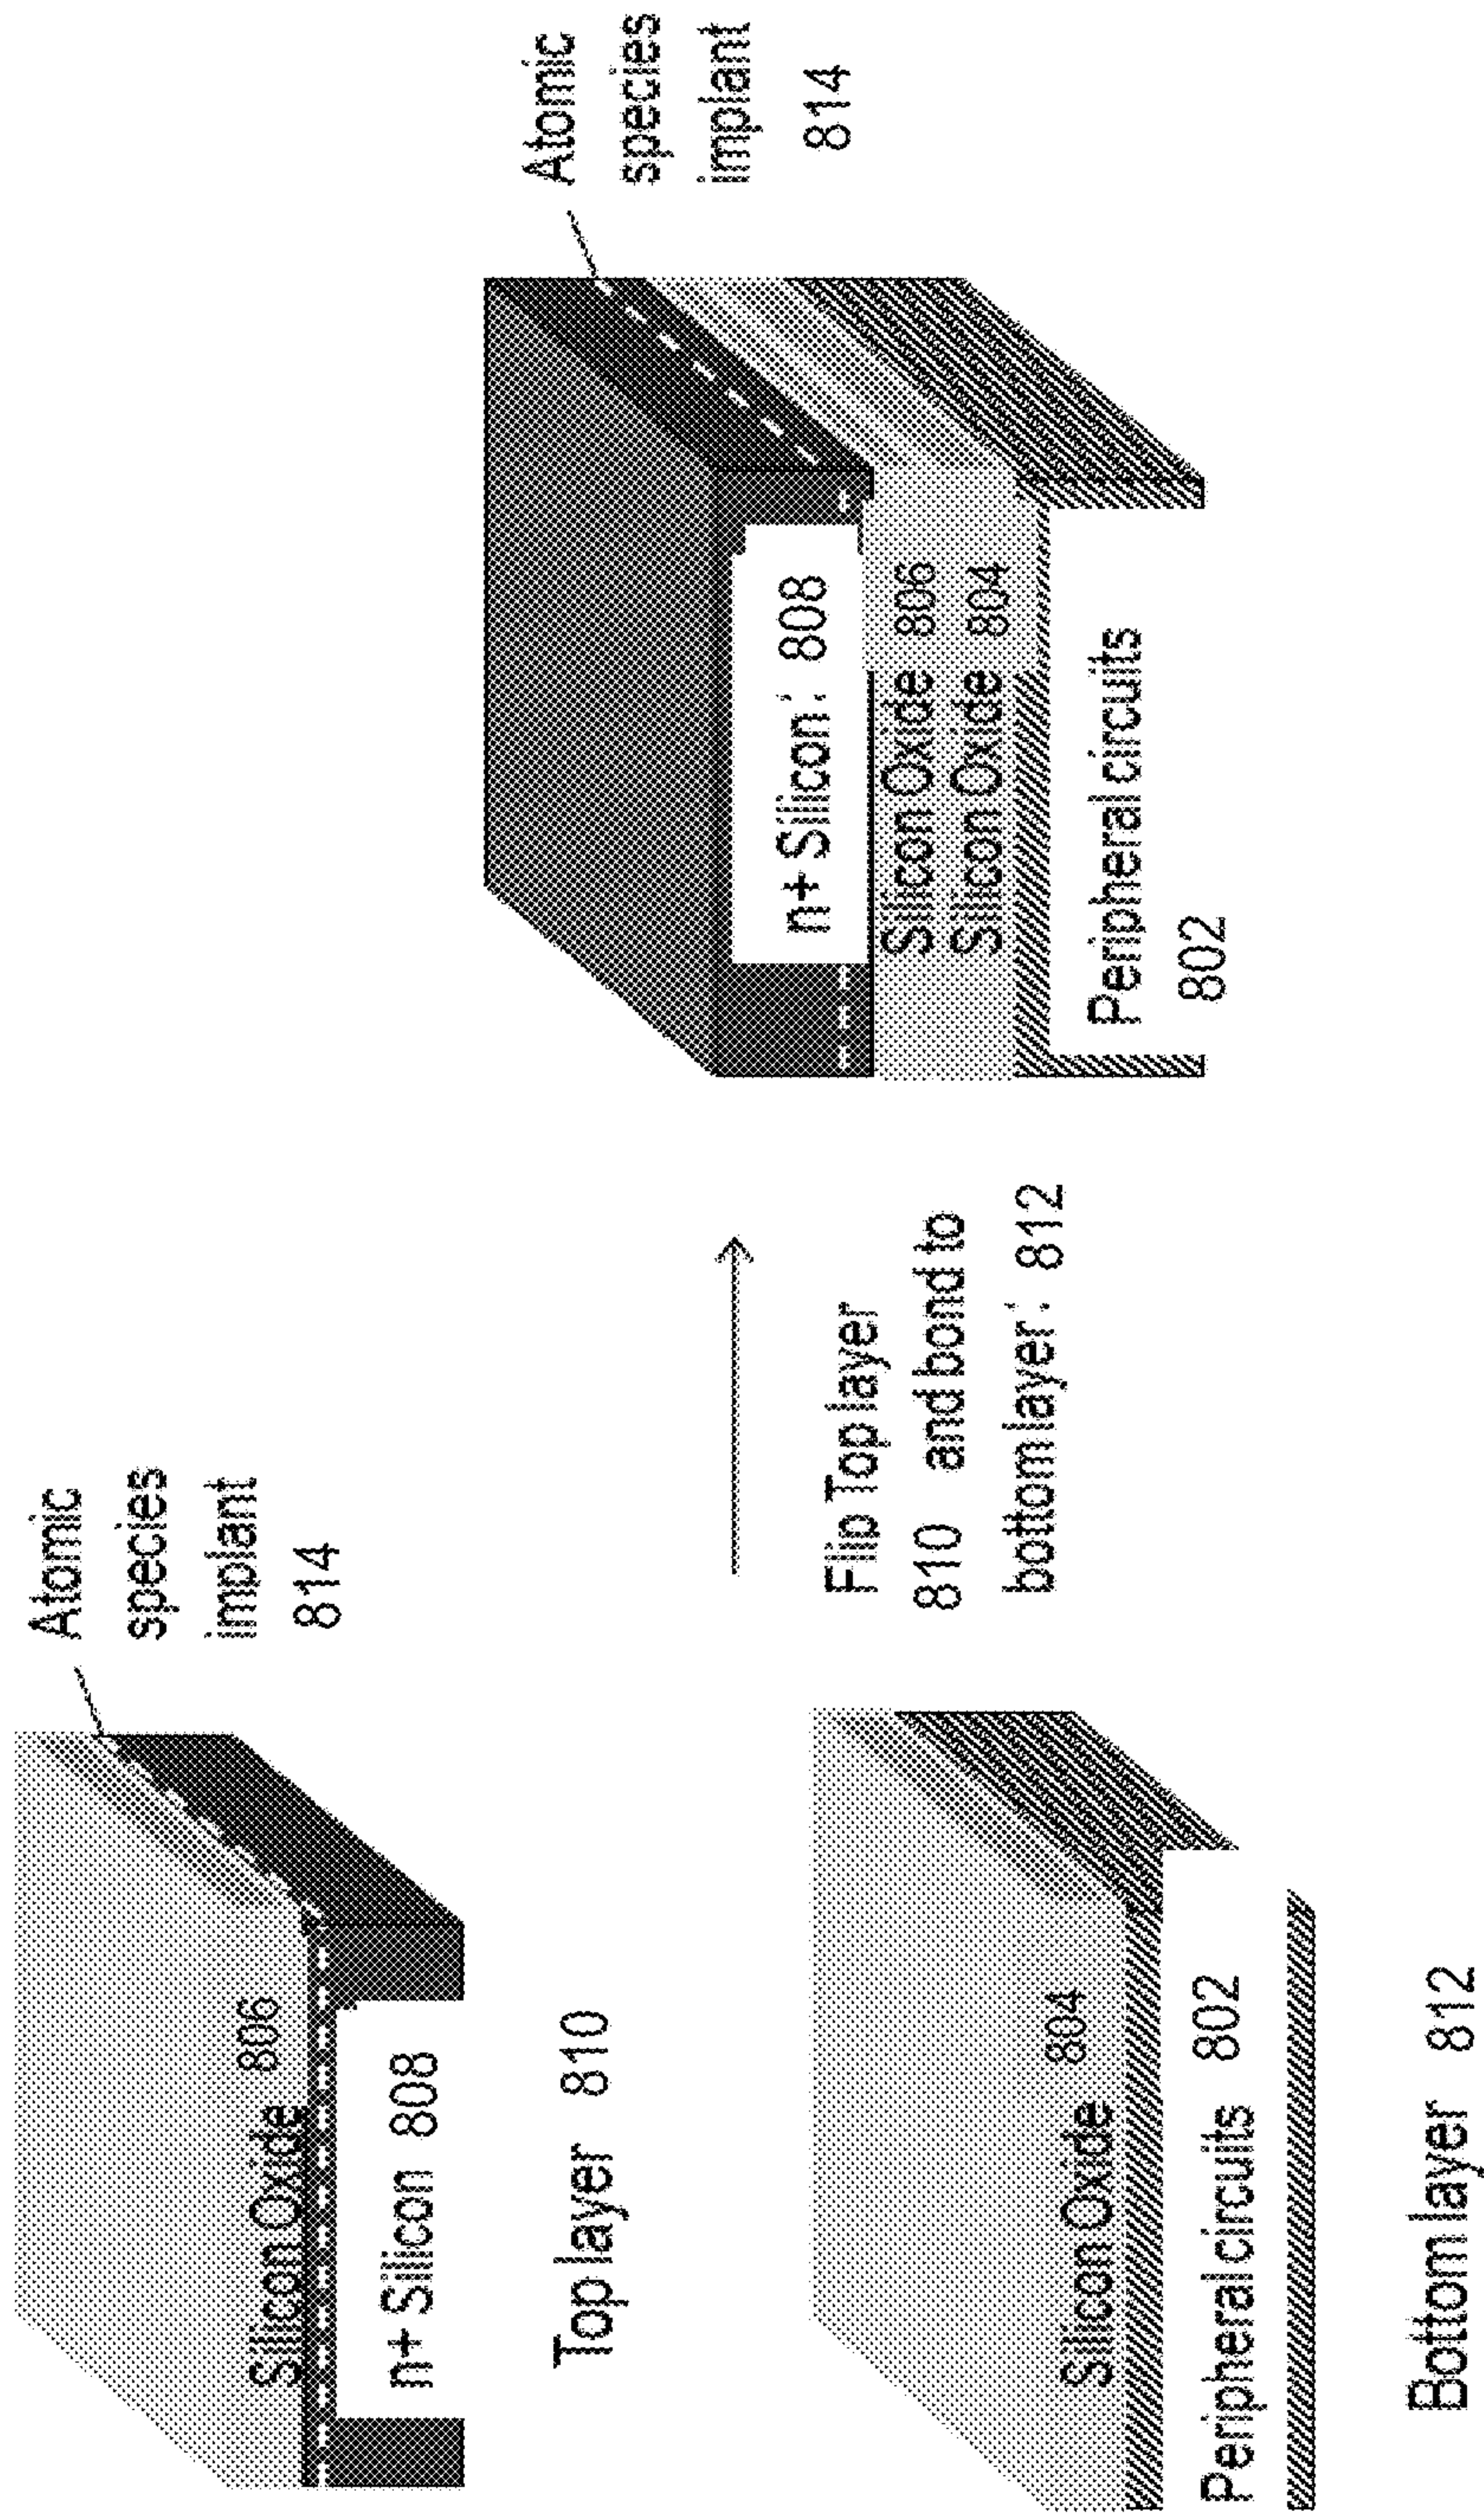 Silicon Oxide 806
n+ Silicon 808
Top layer 810
Atomic
species
implant
814
Silicon Oxide 804
Peripheral circuits 802
Bottom layer 812
Flip Top layer
810 and bond to
bottom layer : 812
n+ Silicon : 808
Silicon Oxide 806
Silicon Oxide 804
Peripheral circuits
802
Atomic
species
implant
814